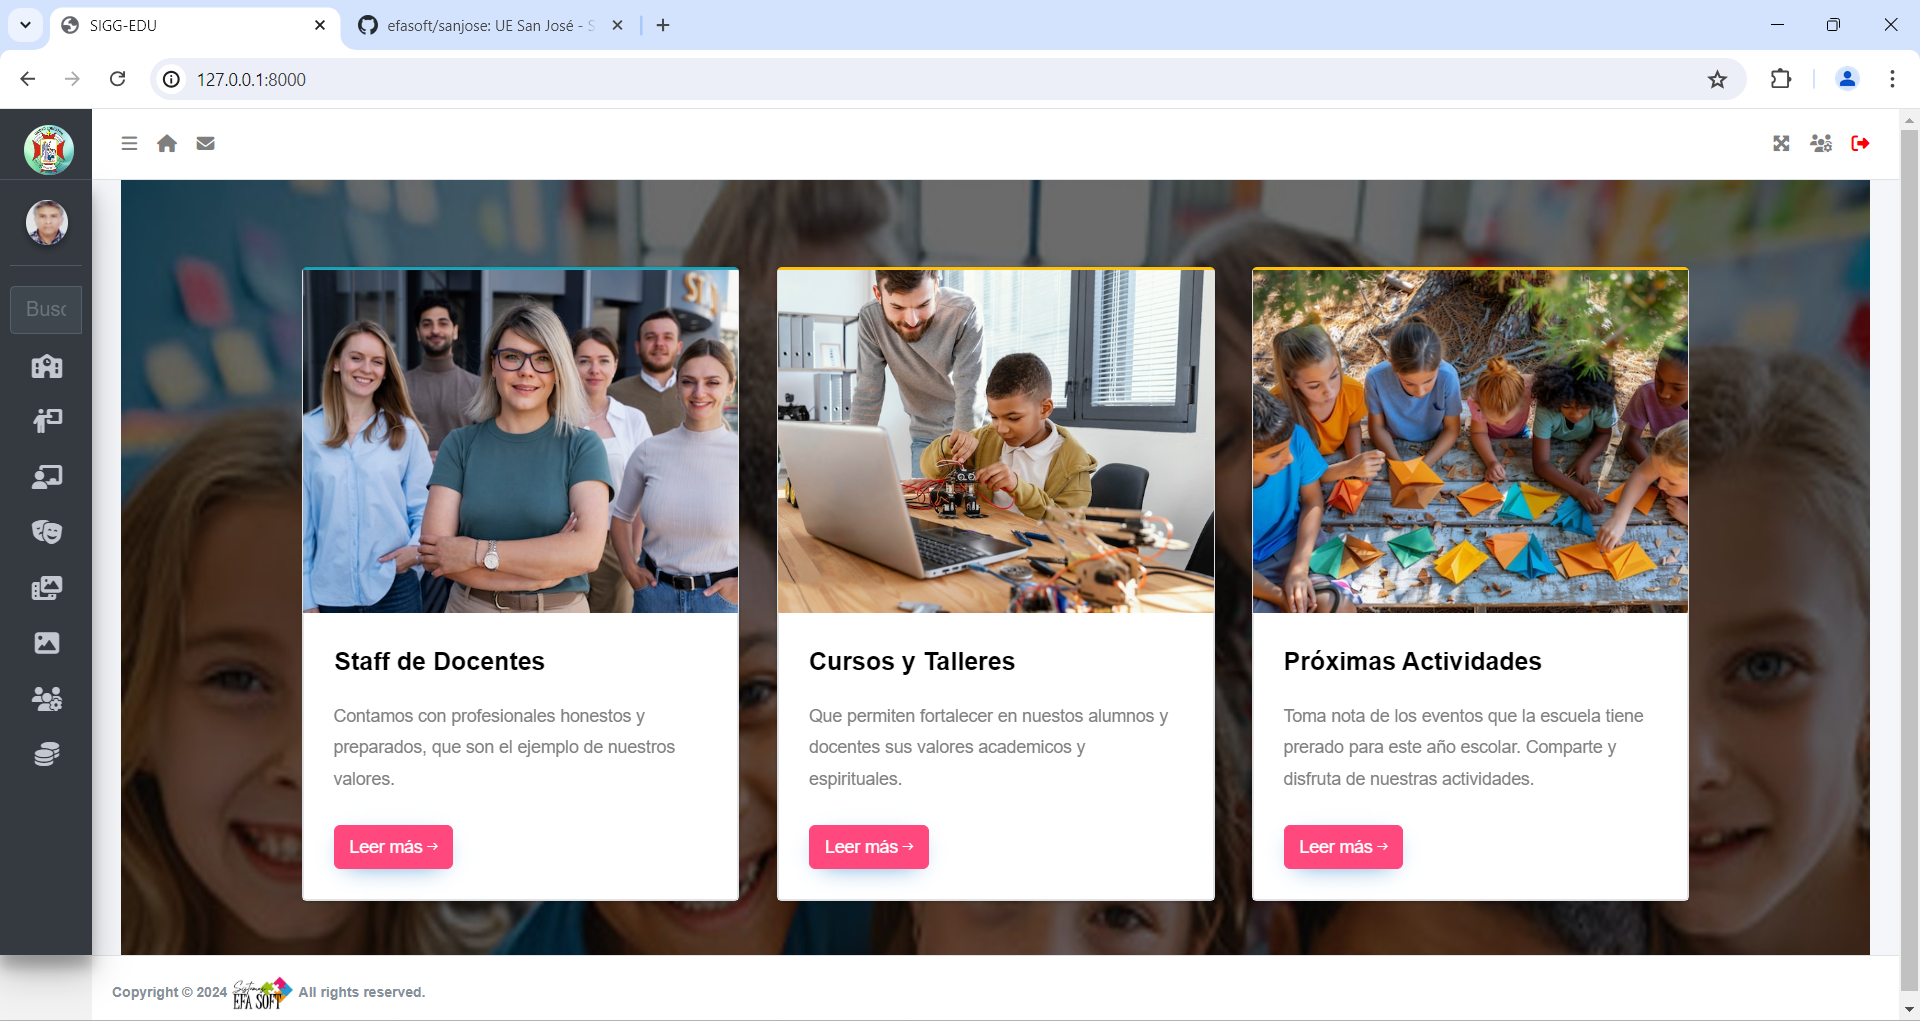 SIGG-EDU
efasoft/sanjose: UE San José - S
127.0.0.1:8000
Busc
Staff de Docentes
Contamos con profesionales honestos y
preparados, que son el ejemplo de nuestros
valores.
Leer más →
Cursos y Talleres
Que permiten fortalecer en nuestos alumnos y
docentes sus valores academicos y
espirituales.
Leer más →
Próximas Actividades
Toma nota de los eventos que la escuela tiene
prerado para este año escolar. Comparte y
disfruta de nuestras actividades.
Leer más →
Copyright © 2024 Sistemas EFA SOFT All rights reserved.